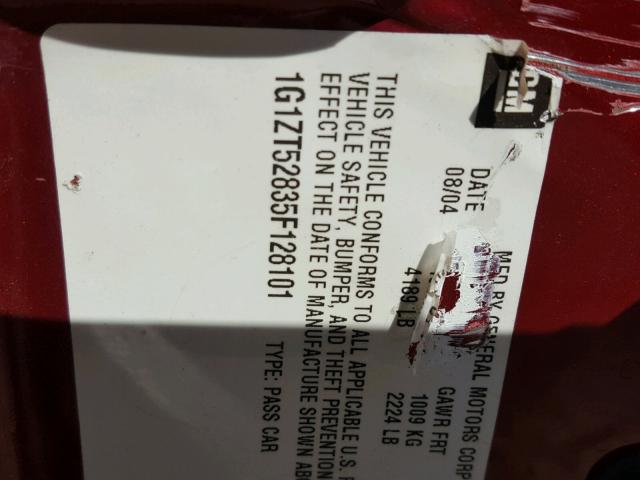 GM
MFD BY GENERAL MOTORS CORP
DATE GAWR FRT
08/04 1009 KG
4189 LB 2224 LB
THIS VEHICLE CONFORMS TO ALL APPLICABLE U.S.
VEHICLE SAFETY, BUMPER, AND THEFT PREVENTION
EFFECT ON THE DATE OF MANUFACTURE SHOWN
1G1ZT52835F128101 TYPE: PASS CAR